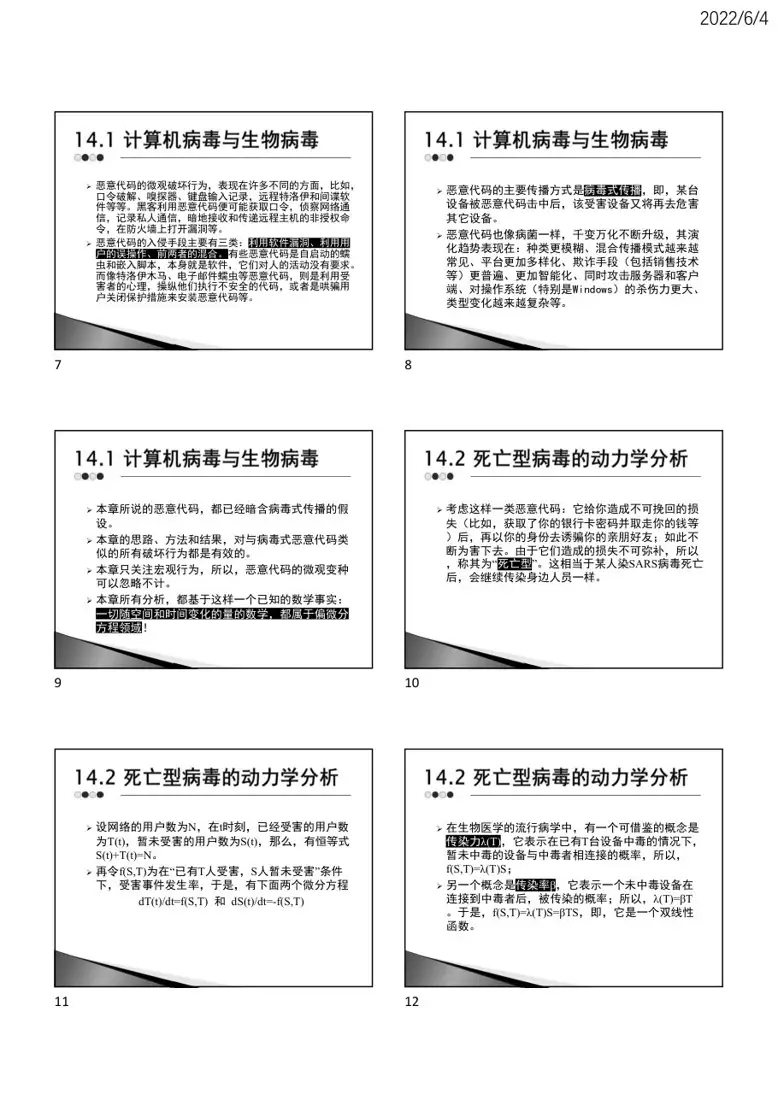 2022/6/4
14.1 计算机病毒与生物病毒
恶意代码的微观破坏行为，表现在许多不同的方面，比如，
口令破解、嗅探器、键盘输入记录，远程特洛伊和间谍软
件等等。黑客利用恶意代码便可能获取口令，侦察网络通
信，记录私人通信，暗地接收和传递远程主机的非授权命
令，在防火墙上打开漏洞等。
恶意代码的入侵手段主要有三类：利用软件漏洞、利用用
户的误操作、前两者的混合。有些恶意代码是自启动的蠕
虫和嵌入脚本，本身就是软件，它们对人的活动没有要求。
而像特洛伊木马、电子邮件蠕虫等恶意代码，则是利用受
害者的心理，操纵他们执行不安全的代码，或者是哄骗用
户关闭保护措施来安装恶意代码等。
7
14.1 计算机病毒与生物病毒
恶意代码的主要传播方式是病毒式传播，即，某台
设备被恶意代码击中后，该受害设备又将再去危害
其它设备。
恶意代码也像病菌一样，千变万化不断升级，其演
化趋势表现在：种类更模糊、混合传播模式越来越
常见、平台更加多样化、欺诈手段（包括销售技术
等）更普遍、更加智能化、同时攻击服务器和客户
端、对操作系统（特别是Windows）的杀伤力更大、
类型变化越来越复杂等。
8
14.1 计算机病毒与生物病毒
本章所说的恶意代码，都已经暗含病毒式传播的假
设。
本章的思路、方法和结果，对与病毒式恶意代码类
似的所有破坏行为都是有效的。
本章只关注宏观行为，所以，恶意代码的微观变种
可以忽略不计。
本章所有分析，都基于这样一个已知的数学事实：
一切随空间和时间变化的量的数学，都属于偏微分
方程领域！
9
14.2 死亡型病毒的动力学分析
考虑这样一类恶意代码：它给你造成不可挽回的损
失（比如，获取了你的银行卡密码并取走你的钱等
）后，再以你的身份去诱骗你的亲朋好友；如此不
断为害下去。由于它们造成的损失不可弥补，所以
，称其为“死亡型”。这相当于某人染SARS病毒死亡
后，会继续传染身边人员一样。
10
14.2 死亡型病毒的动力学分析
设网络的用户数为N，在t时刻，已经受害的用户数
为T(t)，暂未受害的用户数为S(t)，那么，有恒等式
S(t)+T(t)=N。
再令f(S,T)为在“已有T人受害，S人暂未受害”条件
下，受害事件发生率，于是，有下面两个微分方程
dT(t)/dt=f(S,T) 和 dS(t)/dt=-f(S,T)
11
14.2 死亡型病毒的动力学分析
在生物医学的流行病学中，有一个可借鉴的概念是
传染力λ(T)，它表示在已有T台设备中毒的情况下，
暂未中毒的设备与中毒者相连接的概率，所以，
f(S,T)=λ(T)S；
另一个概念是传染率β，它表示一个未中毒设备在
连接到中毒者后，被传染的概率；所以，λ(T)=βT
。于是，f(S,T)=λ(T)S=βTS，即，它是一个双线性
函数。
12